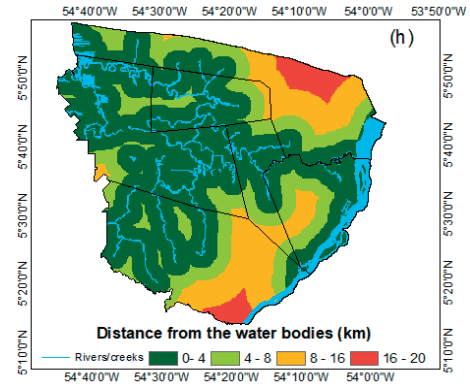 54°40'0"W 54°30'0"W 54°20'0"W 54°10'0"W 54°0'0"W 53°50'0"W
(h)
5°50'0"N 5°50'0"N
5°40'0"N 5°40'0"N
5°30'0"N 5°30'0"N
5°20'0"N 5°20'0"N
5°10'0"N 5°10'0"N
Distance from the water bodies (km)
Rivers/creeks 0- 4 4 - 8 8 - 16 16 - 20
54°40'0"W 54°30'0"W 54°20'0"W 54°10'0"W 54°0'0"W